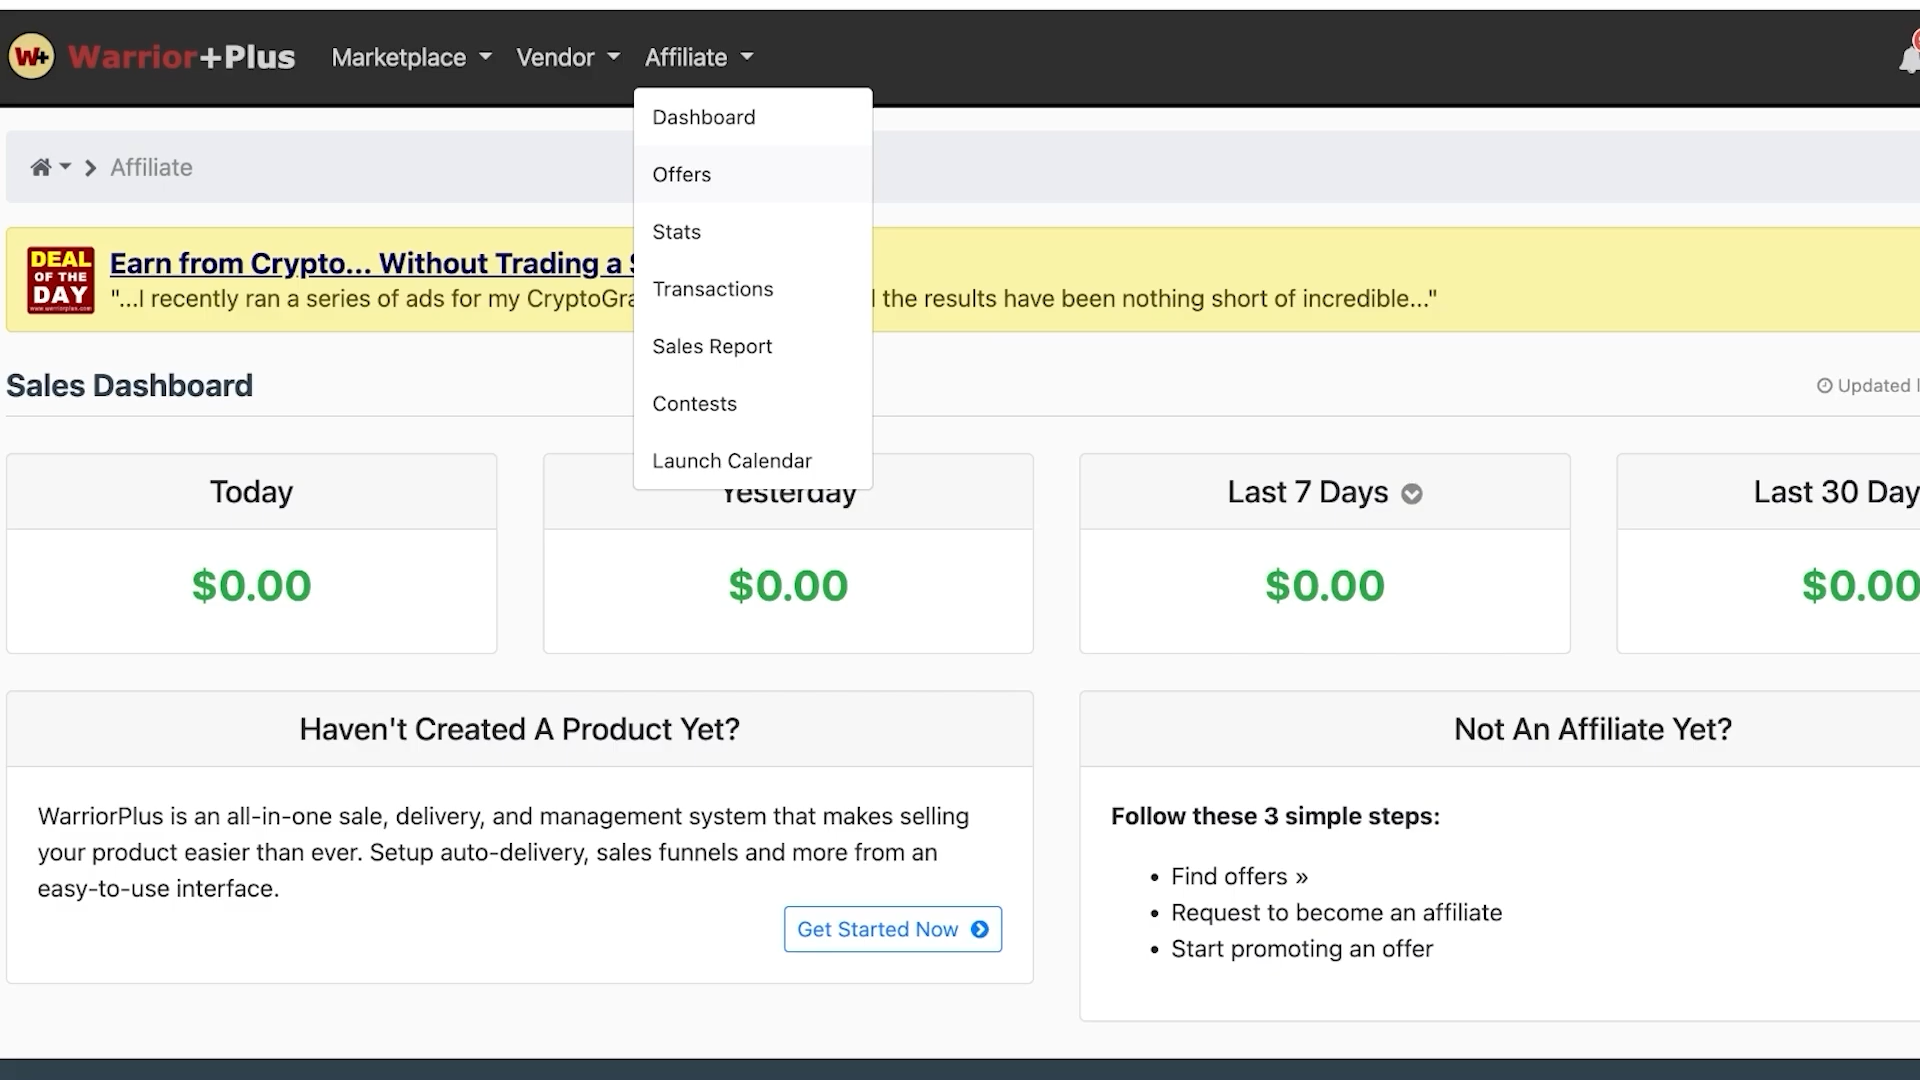 W+ Warrior+Plus Marketplace Vendor Affiliate
Dashboard
Offers
Stats
Transactions
Sales Report
Contests
Launch Calendar
Affiliate
DEAL
OF THE
DAY
www.warriorplus.com
Earn from Crypto... Without Trading a
"...I recently ran a series of ads for my the results have been nothing short of incredible..."
Sales Dashboard
Updated
Today
$0.00
Yesterday
$0.00
Last 7 Days
$0.00
Last 30 Day
$0.00
Haven't Created A Product Yet?
WarriorPlus is an all-in-one sale, delivery, and management system that makes selling
your product easier than ever. Setup auto-delivery, sales funnels and more from an
easy-to-use interface.
Get Started Now
Not An Affiliate Yet?
Follow these 3 simple steps:
• Find offers »
• Request to become an affiliate
• Start promoting an offer